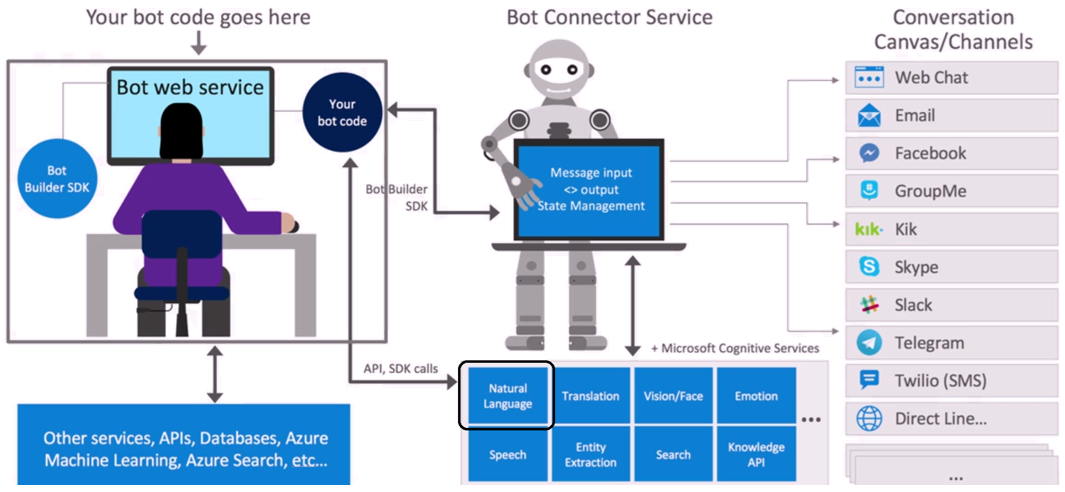 Your bot code goes here
Bot web service
Your
bot code
Bot
Builder SDK
Bot Builder
SDK
API, SDK calls
Other services, APIs, Databases, Azure
Machine Learning, Azure Search, etc...
Bot Connector Service
Message input
<> output
State Management
+ Microsoft Cognitive Services
Natural
Language
Translation
Vision/Face
Emotion
...
Speech
Entity
Extraction
Search
Knowledge
API
Conversation
Canvas/Channels
Web Chat
Email
Facebook
GroupMe
kik· Kik
Skype
Slack
Telegram
Twilio (SMS)
Direct Line...
...